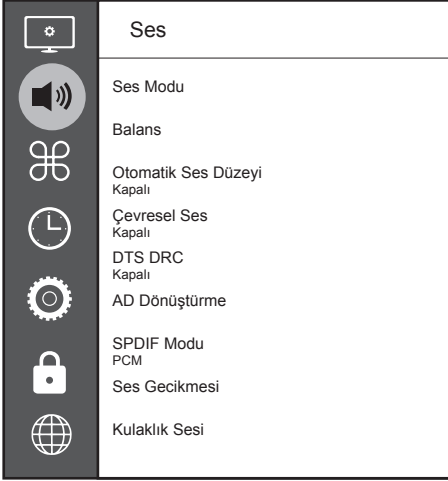 Ses
Ses Modu
Balans
Otomatik Ses Düzeyi
Kapalı
Çevresel Ses
Kapalı
DTS DRC
Kapalı
AD Dönüştürme
SPDIF Modu
PCM
Ses Gecikmesi
Kulaklık Sesi